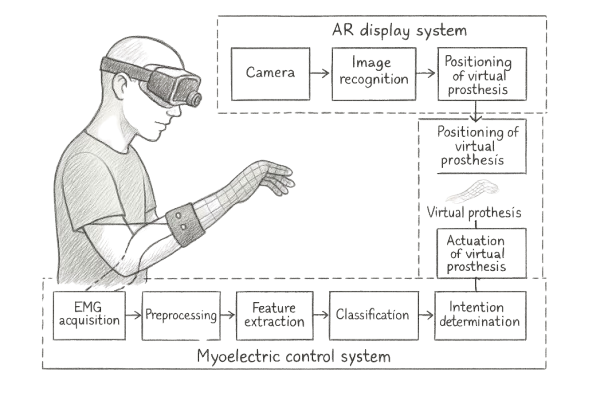 AR display system
Camera
Image
recognition
Positioning
of virtual
prosthesis
Positioning of
virtual
prosthesis
Virtual prothesis
Actuation
of virtual
prosthesis
EMG
acquisition
Preprocessing
Feature
extraction
Classification
Intention
determination
Myoelectric control system